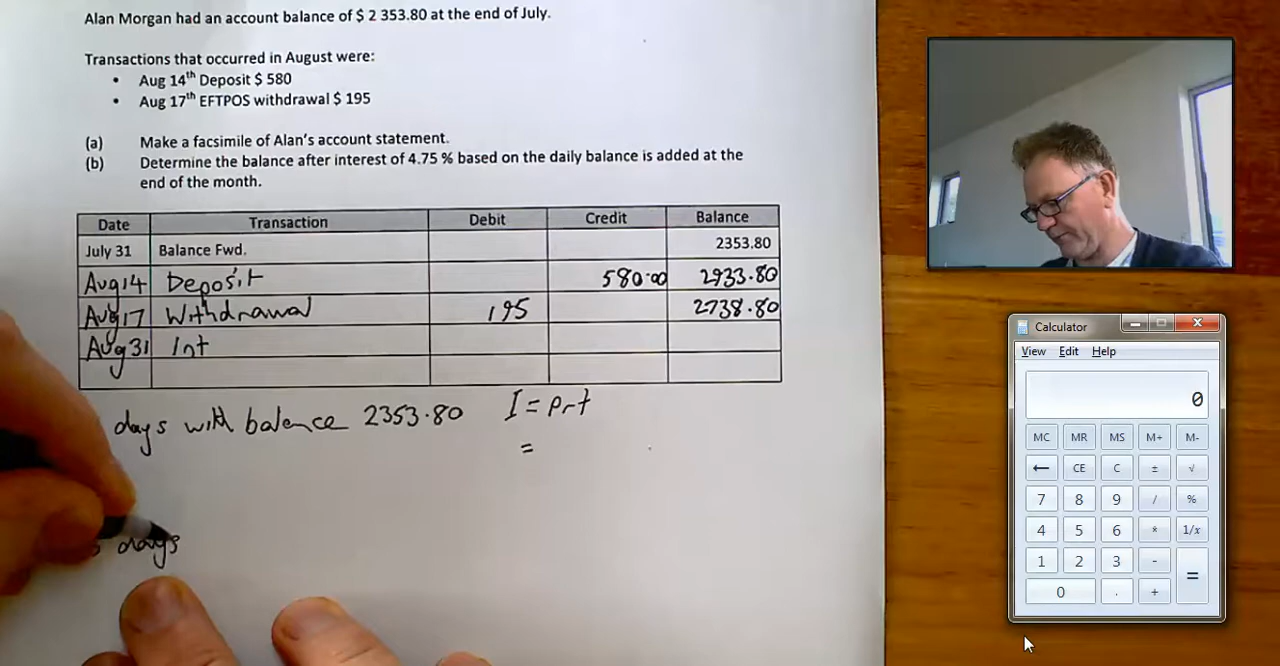 Alan Morgan had an account balance of $ 2 353.80 at the end of July.
Transactions that occurred in August were:
• Aug 14th Deposit $ 580
• Aug 17th EFTPOS withdrawal $ 195
(a) Make a facsimile of Alan's account statement.
(b) Determine the balance after interest of 4.75 % based on the daily balance is added at the
end of the month.
Date Transaction Debit Credit Balance
July 31 Balance Fwd. 2353.80
Aug 14 Deposit 580.00 2933.80
Aug 17 Withdrawal 195 2738.80
Aug 31 Int
days with balance 2353.80 I = Prt
=
days
Calculator
View Edit Help
0
MC MR MS M+ M-
← CE C ± √
7 8 9 / %
4 5 6 * 1/x
1 2 3 - =
0 . +